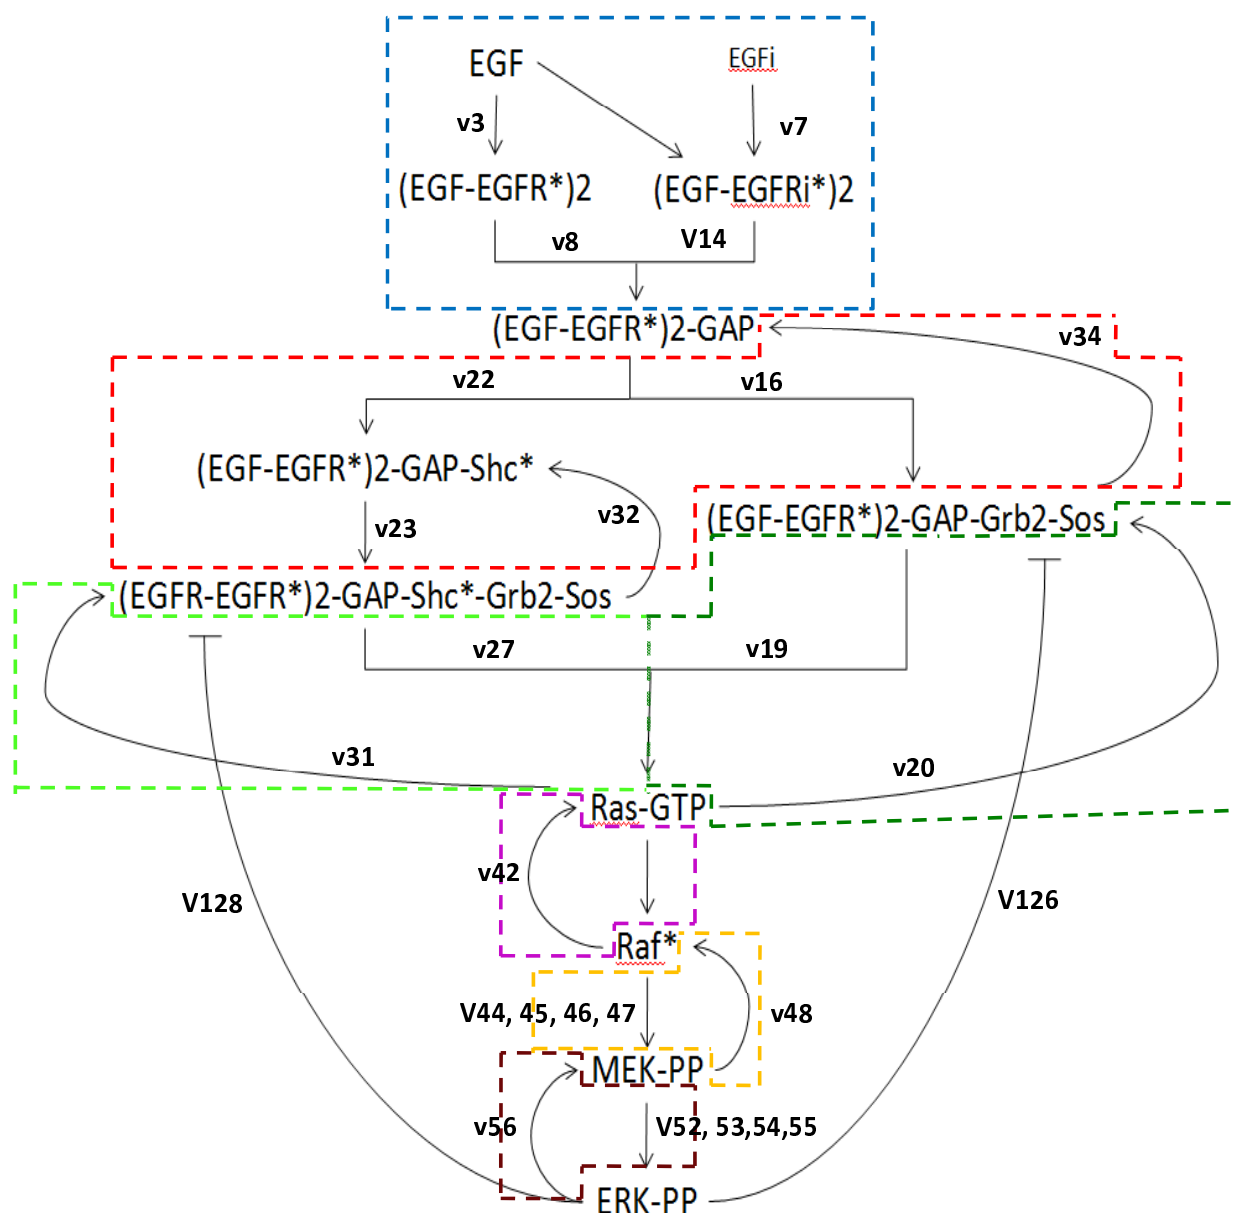 EGF
EGFi
v3
v7
(EGF-EGFR*)2
(EGF-EGFRi*)2
v8
V14
(EGF-EGFR*)2-GAP
v34
v22
v16
(EGF-EGFR*)2-GAP-Shc*
v23
v32
(EGF-EGFR*)2-GAP-Grb2-Sos
(EGFR-EGFR*)2-GAP-Shc*-Grb2-Sos
v27
v19
v31
v20
Ras-GTP
v42
V128
V126
Raf*
V44, 45, 46, 47
v48
MEK-PP
v56
V52, 53,54,55
ERK-PP